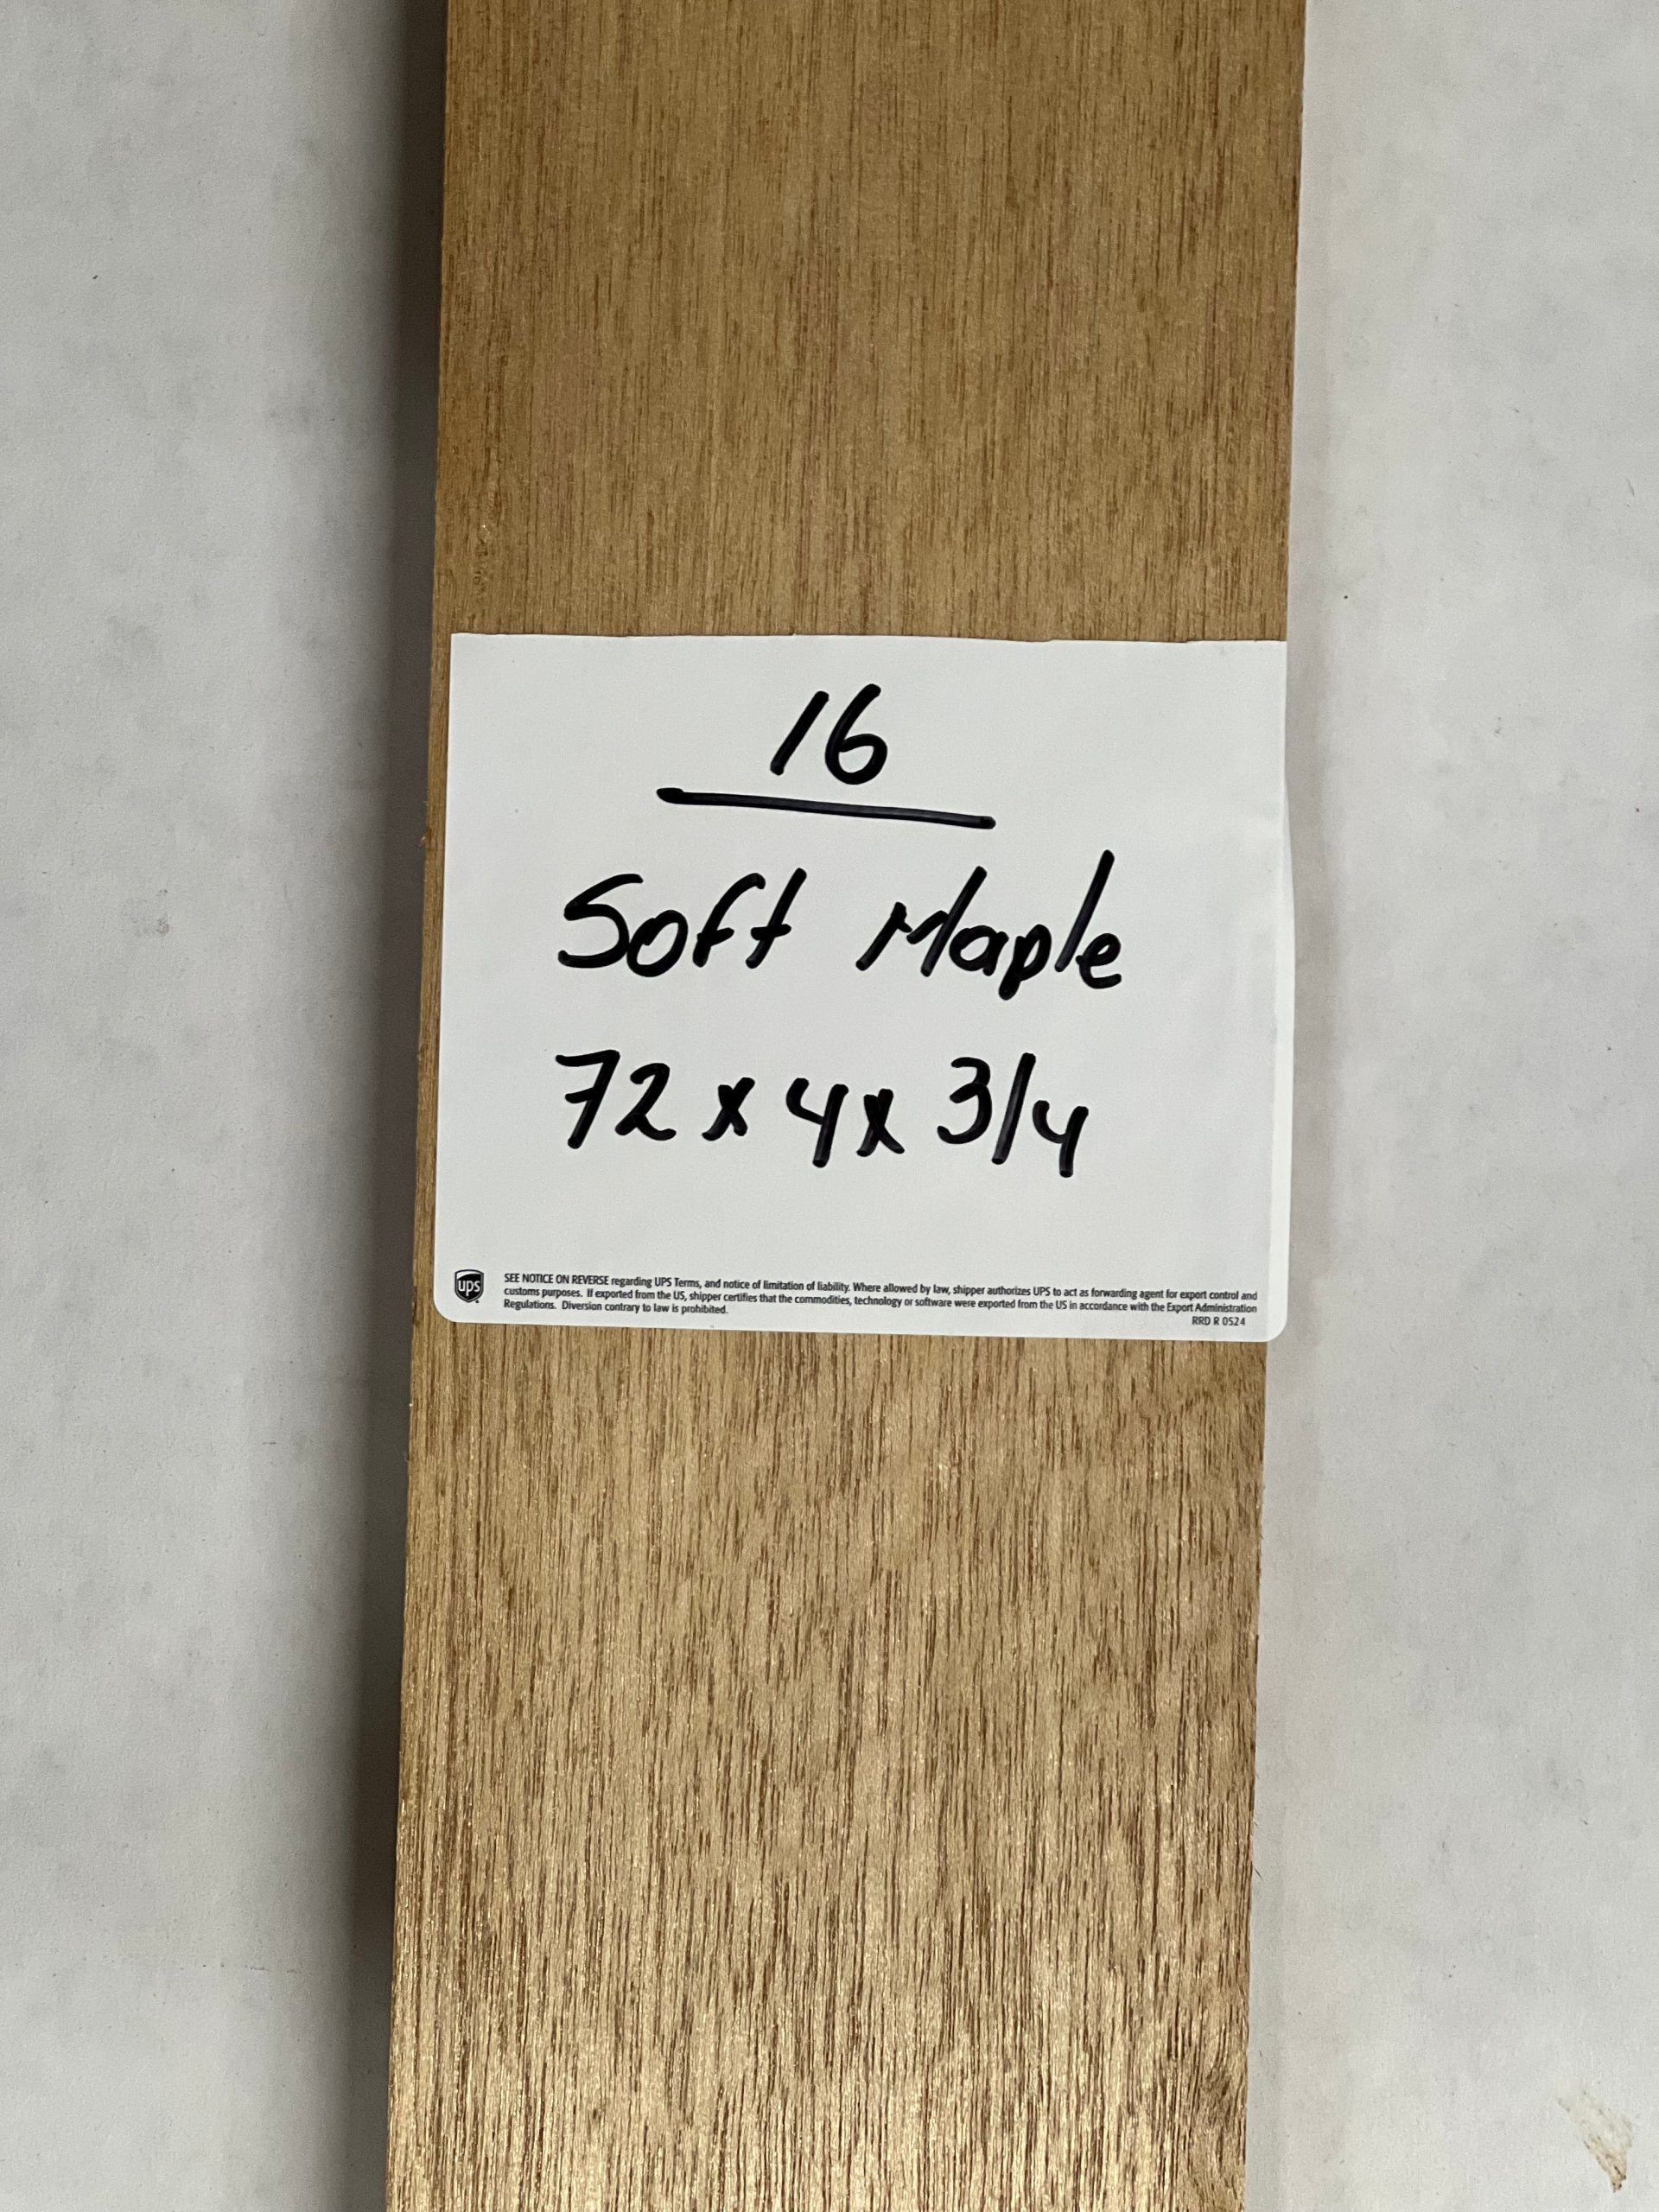 16
Soft Maple
72 x 4 x 3/4
ups
SEE NOTICE ON REVERSE regarding UPS Terms, and notice of limitation of liability. Where allowed by law, shipper authorizes UPS to act as forwarding agent for export control and
customs purposes. If exported from the US, shipper certifies that the commodities, technology or software were exported from the US in accordance with the Export Administration
Regulations. Diversion contrary to law is prohibited.
RRD R 0524